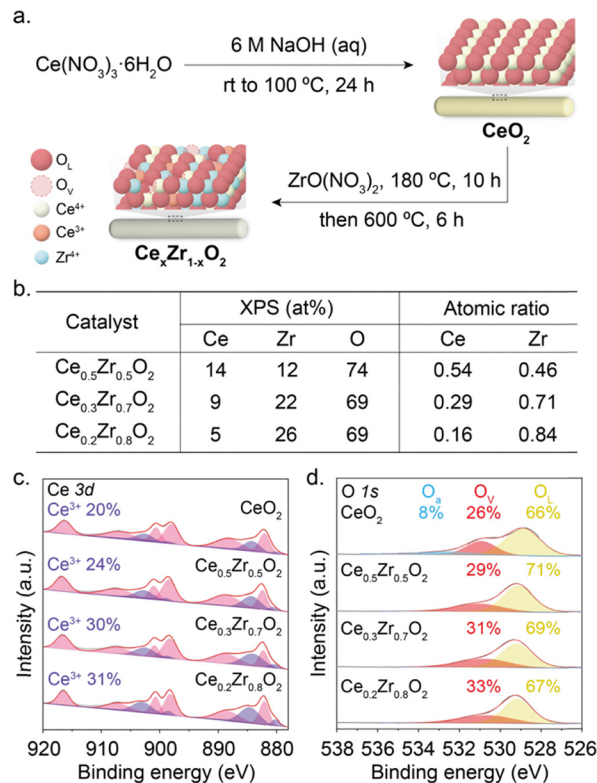 a.
Ce(NO₃)₃·6H₂O
6 M NaOH (aq)
rt to 100 ºC, 24 h
CeO₂
O_L
O_V
Ce⁴⁺
Ce³⁺
Zr⁴⁺
ZrO(NO₃)₂, 180 ºC, 10 h
then 600 ºC, 6 h
CeₓZr₁₋ₓO₂
b.
Catalyst XPS (at%) Atomic ratio
Ce Zr O Ce Zr
Ce₀.₅Zr₀.₅O₂ 14 12 74 0.54 0.46
Ce₀.₃Zr₀.₇O₂ 9 22 69 0.29 0.71
Ce₀.₂Zr₀.₈O₂ 5 26 69 0.16 0.84
c.
Ce 3d
Ce³⁺ 20% CeO₂
Ce³⁺ 24% Ce₀.₅Zr₀.₅O₂
Ce³⁺ 30% Ce₀.₃Zr₀.₇O₂
Ce³⁺ 31% Ce₀.₂Zr₀.₈O₂
Intensity (a.u.)
920 910 900 890 880
Binding energy (eV)
d.
O 1s O_a O_V O_L
CeO₂ 8% 26% 66%
Ce₀.₅Zr₀.₅O₂ 29% 71%
Ce₀.₃Zr₀.₇O₂ 31% 69%
Ce₀.₂Zr₀.₈O₂ 33% 67%
Intensity (a.u.)
538 536 534 532 530 528 526
Binding energy (eV)